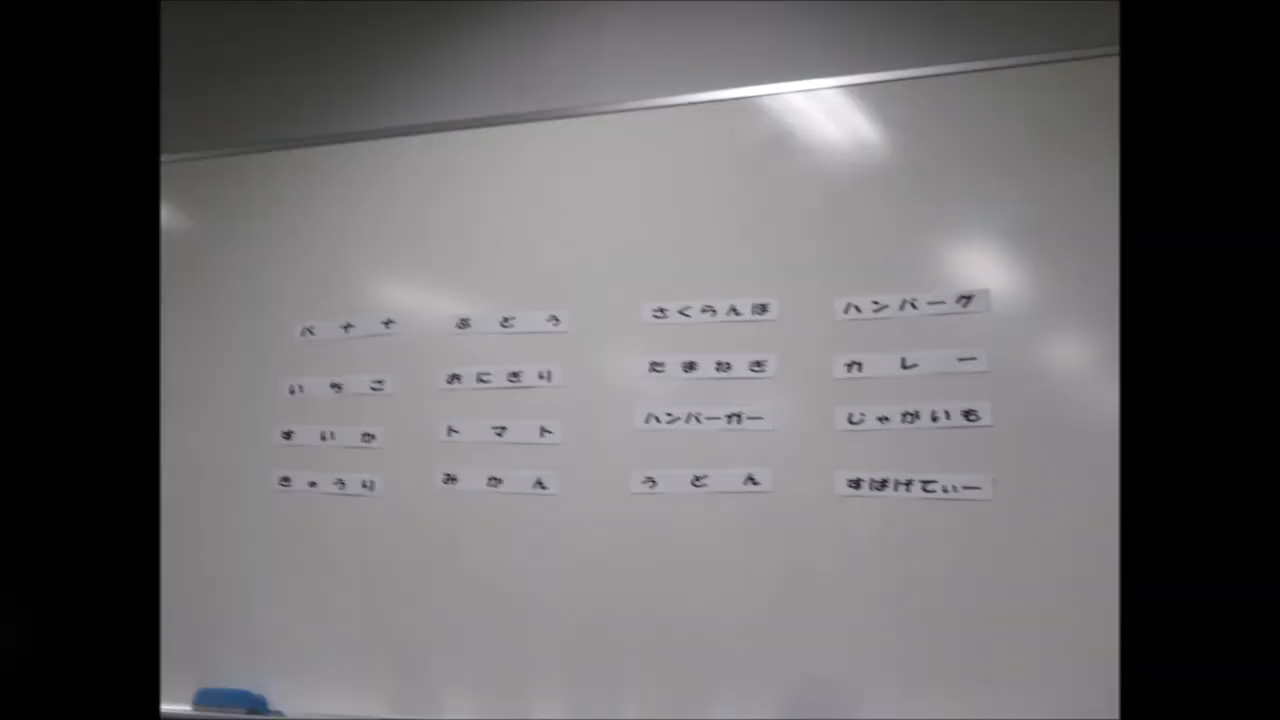 バナナ ぶどう さくらんぼ ハンバーグ
いちご おにぎり たまねぎ カレー
すいか トマト ハンバーガー じゃがいも
きゅうり みかん うどん すぱげてぃー